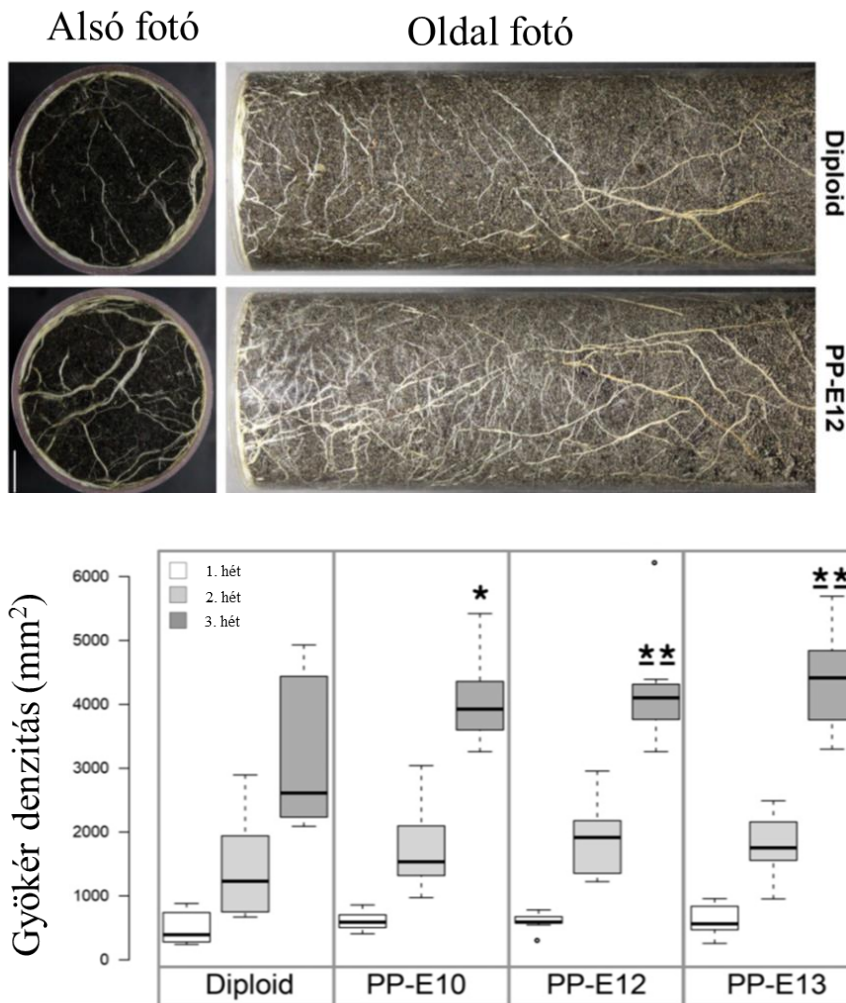 Alsó fotó
Oldal fotó
Diploid
PP-E12
Gyökér denzitás (mm²)
6000
5000
4000
3000
2000
1000
0
1. hét
2. hét
3. hét
*
**
**
Diploid
PP-E10
PP-E12
PP-E13